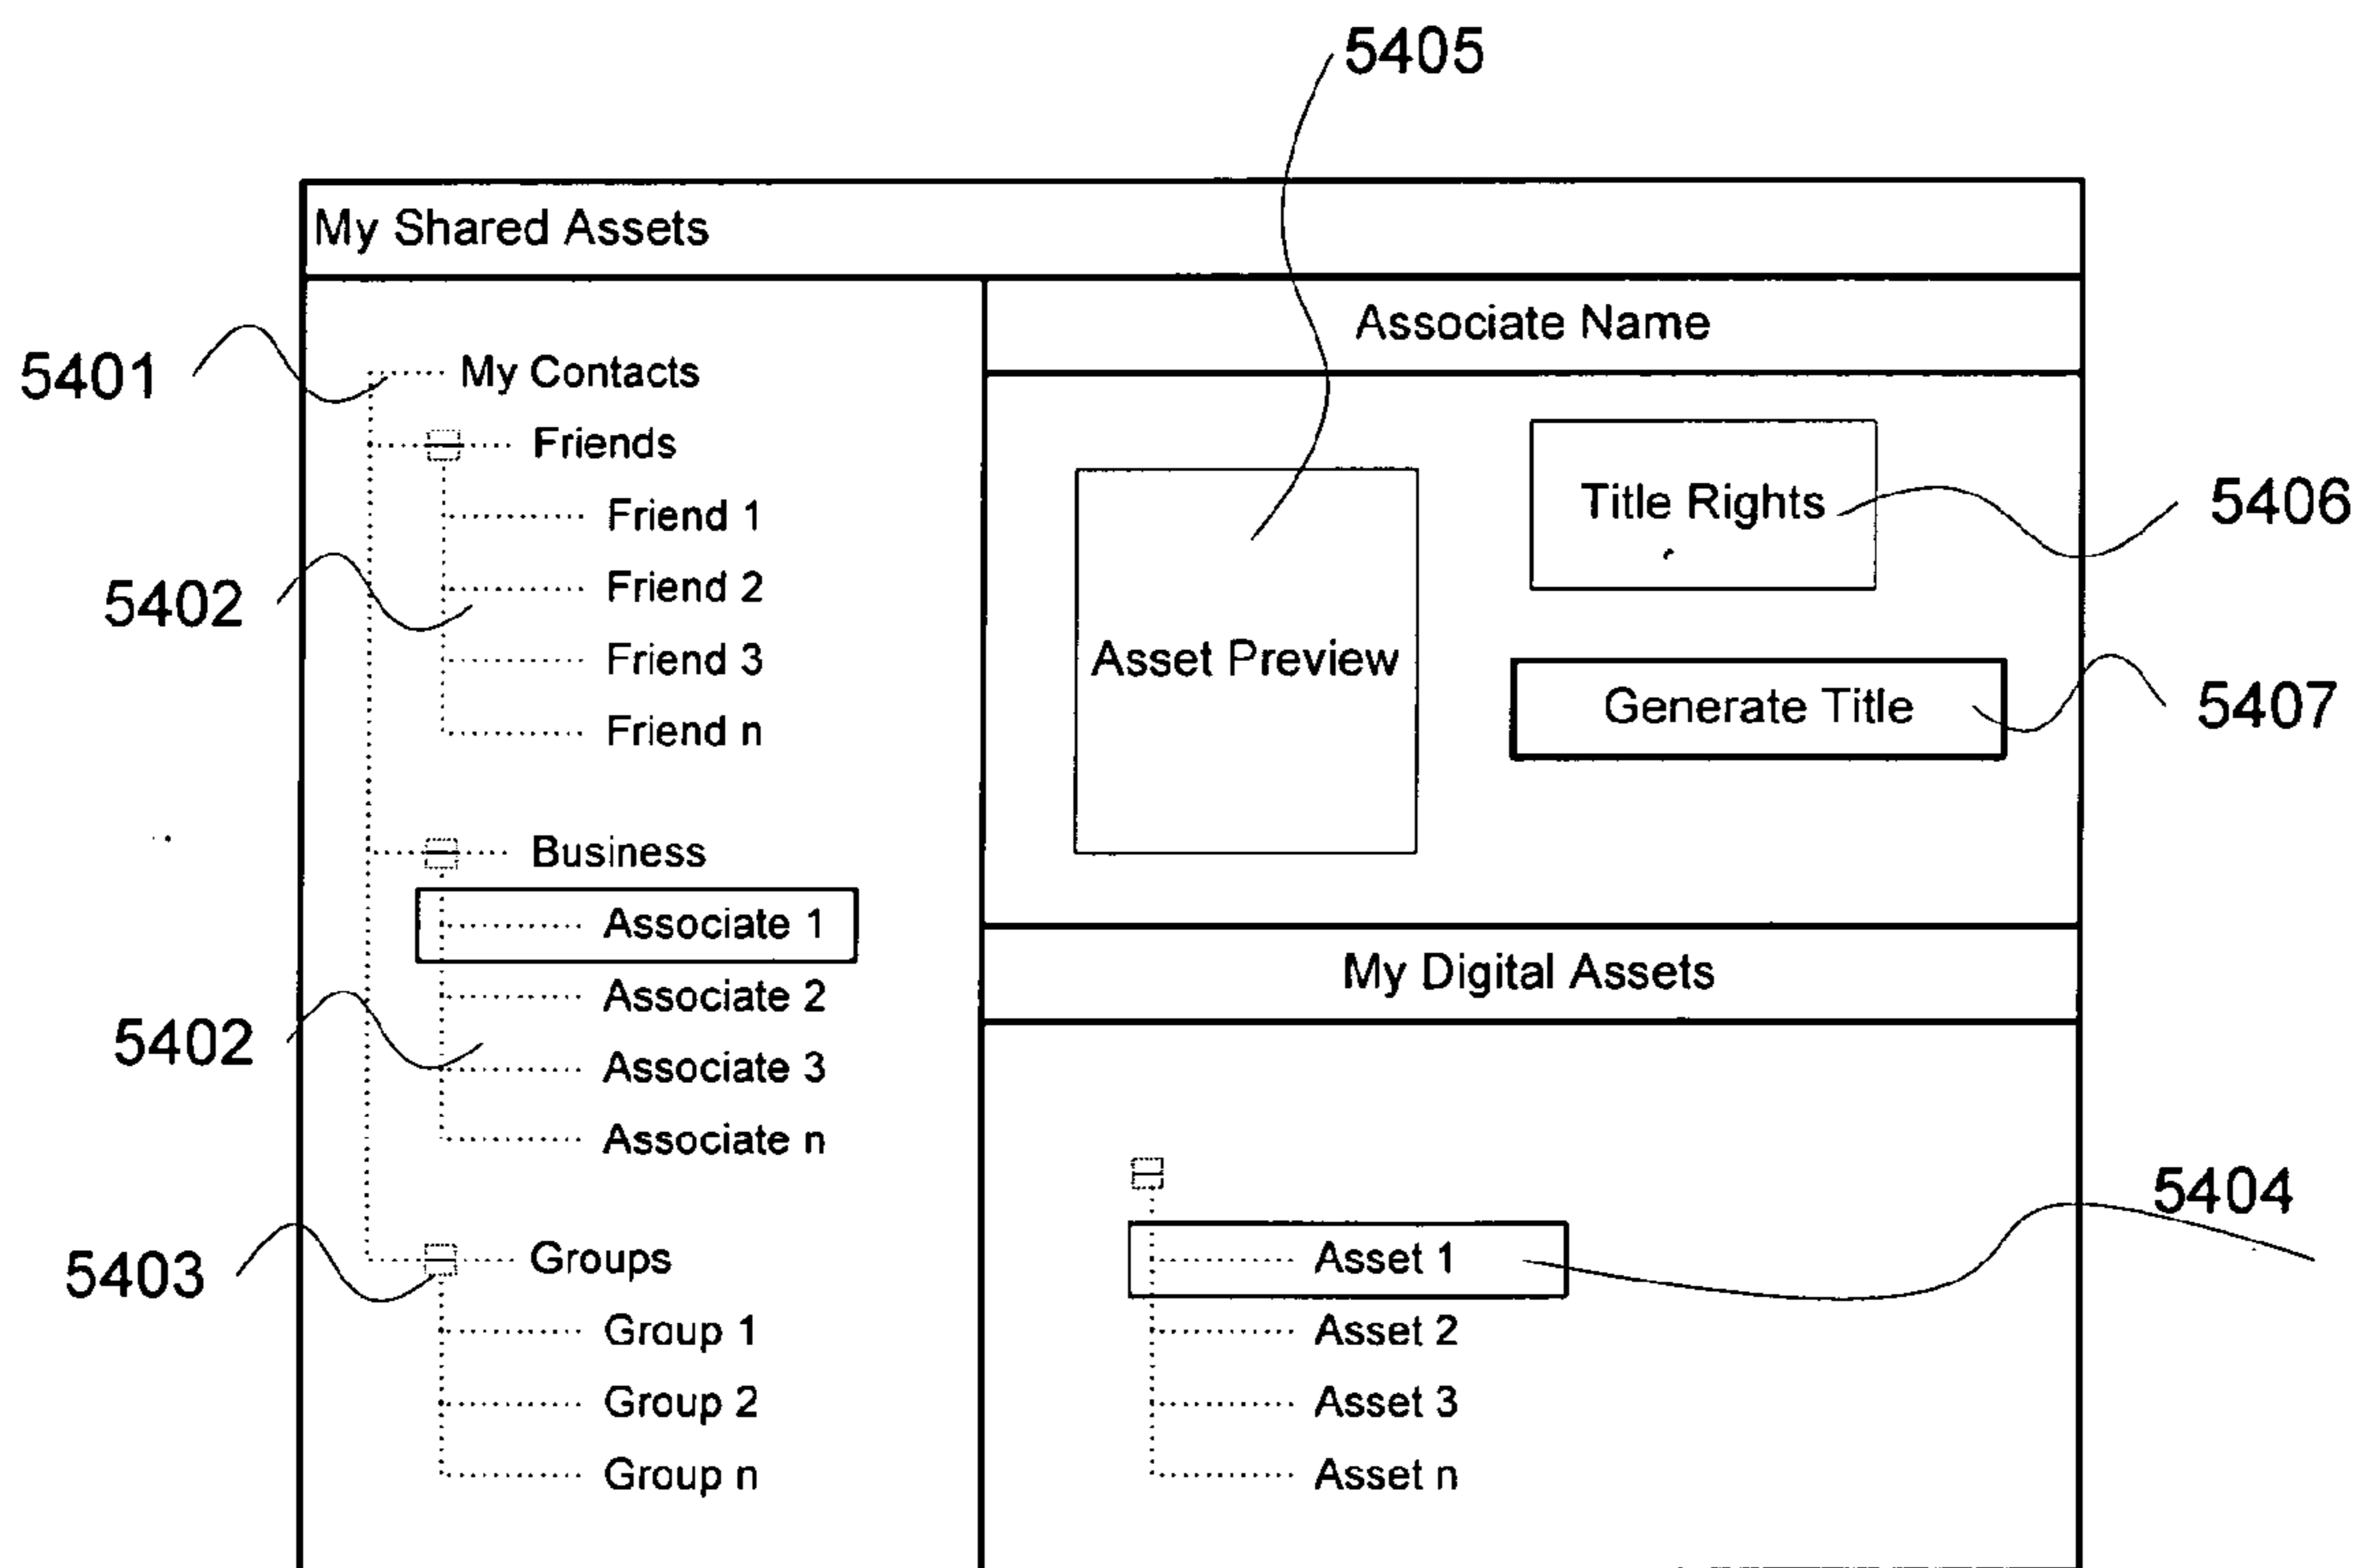 5405
My Shared Assets
Associate Name
5401
My Contacts
Friends
Friend 1
5402
Friend 2
Friend 3
Friend n
Business
Associate 1
Associate 2
5402
Associate 3
Associate n
5403
Groups
Group 1
Group 2
Group n
Title Rights
5406
Asset Preview
Generate Title
5407
My Digital Assets
5404
Asset 1
Asset 2
Asset 3
Asset n